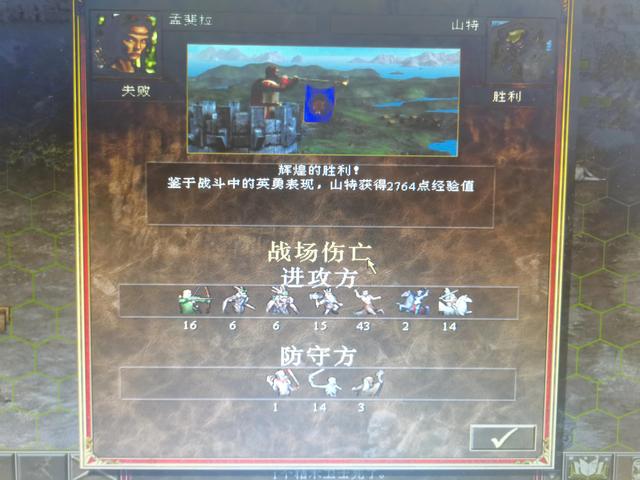 孟斐拉
山特
失败
胜利
辉煌的胜利!
鉴于战斗中的英勇表现，山特获得2764点经验值
战场伤亡
进攻方
16 6 6 15 43 2 14
防守方
1 14 3